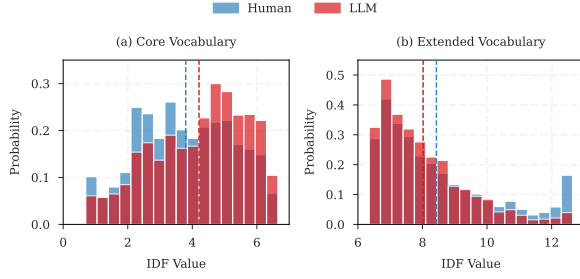 Human LLM
(a) Core Vocabulary
0.3
0.2
0.1
0.0
Probability
0 2 4 6
IDF Value
(b) Extended Vocabulary
0.5
0.4
0.3
0.2
0.1
0.0
Probability
6 8 10 12
IDF Value